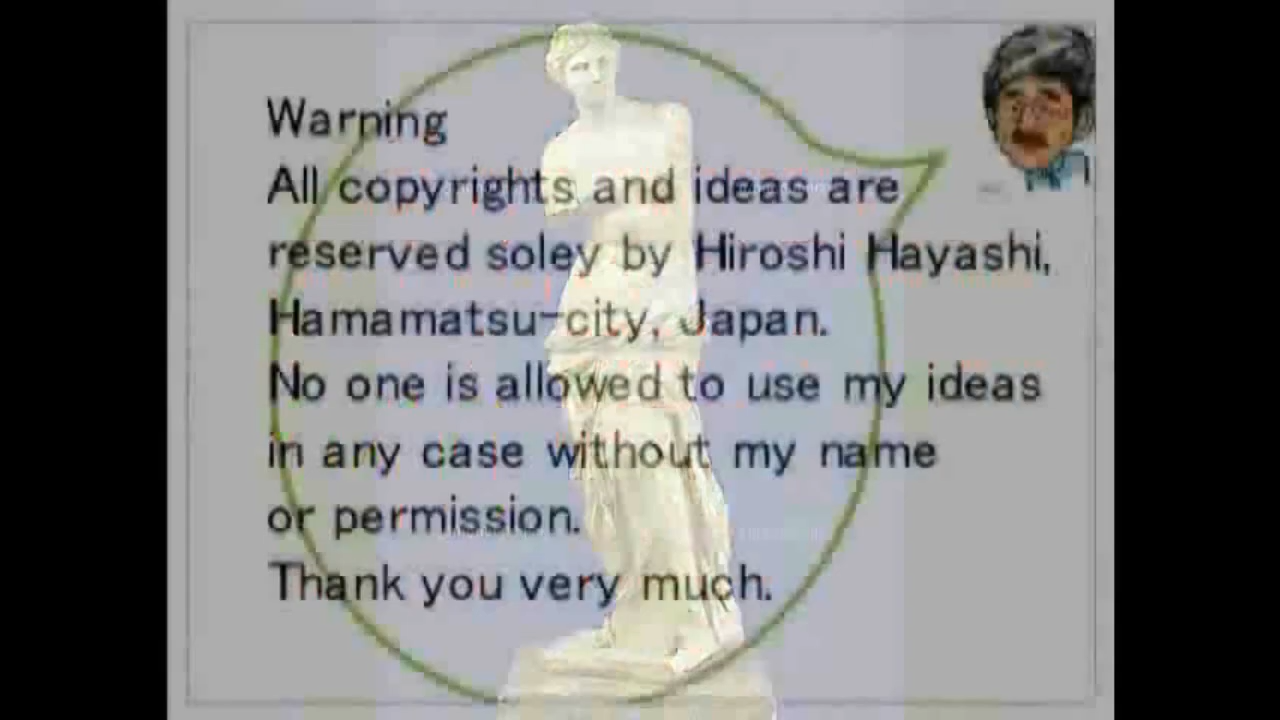 Warning
All copyrights and ideas are
reserved soley by Hiroshi Hayashi,
Hamamatsu-city, Japan.
No one is allowed to use my ideas
in any case without my name
or permission.
Thank you very much.